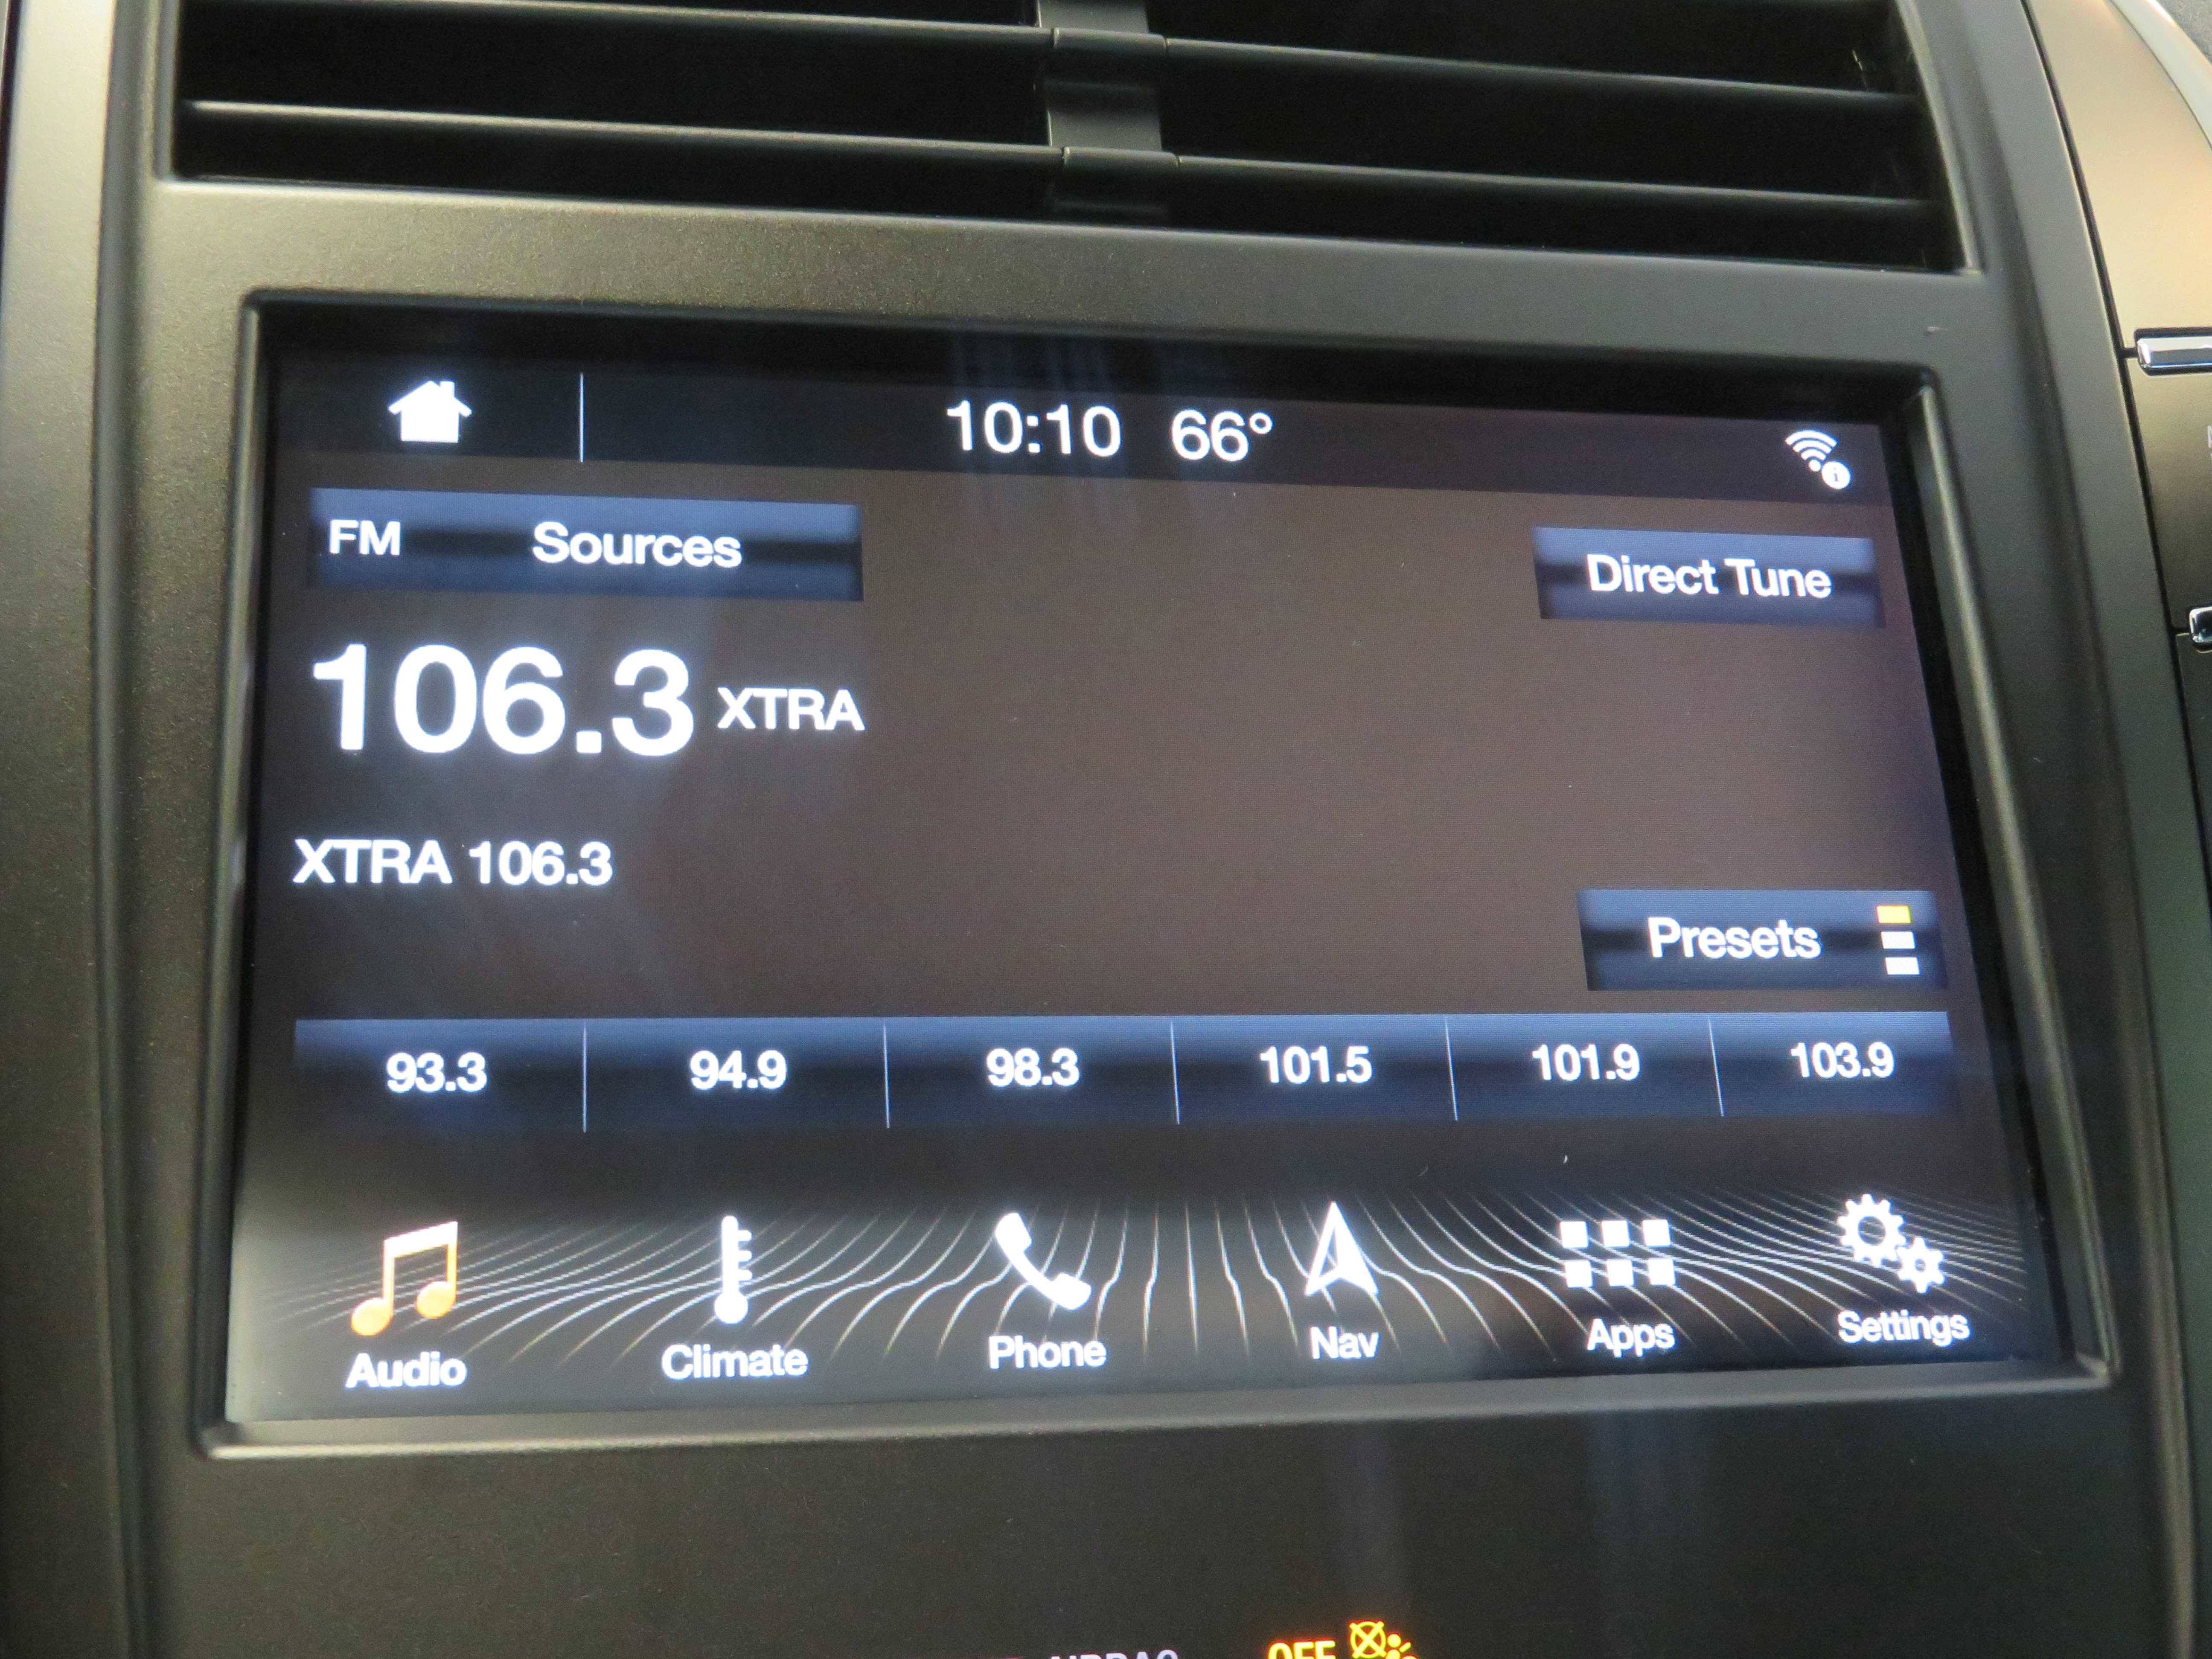 10:10 66°
FM Sources
Direct Tune
106.3 XTRA
XTRA 106.3
Presets
93.3 94.9 98.3 101.5 101.9 103.9
Audio Climate Phone Nav Apps Settings
OFF